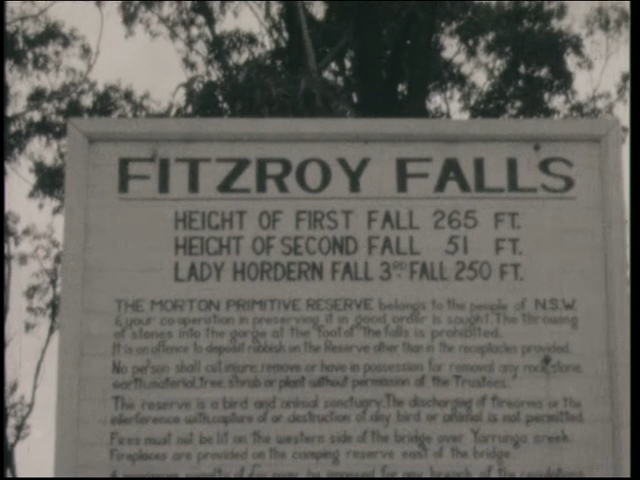 FITZROY FALLS
HEIGHT OF FIRST FALL 265 FT.
HEIGHT OF SECOND FALL 51 FT.
LADY HORDERN FALL 3RD FALL 250 FT.
THE MORTON PRIMITIVE RESERVE belongs to the people of N.S.W.
& your co-operation in preserving it in good order is sought. The throwing
of stones into the gorge at the foot of the falls is prohibited.
It is an offence to deposit rubbish on the Reserve other than in the receptacles provided.
No person shall cut, injure, remove or have in possession for removal any rock, stone,
earth, material, tree, shrub or plant without permission of the Trustees.
The reserve is a bird and animal sanctuary. The discharging of firearms or the
interference with, capture of or destruction of any bird or animal is not permitted.
Fires must not be lit on the western side of the bridge over Yarrunga creek.
Fireplaces are provided on the camping reserve east of the bridge.
any breach of the